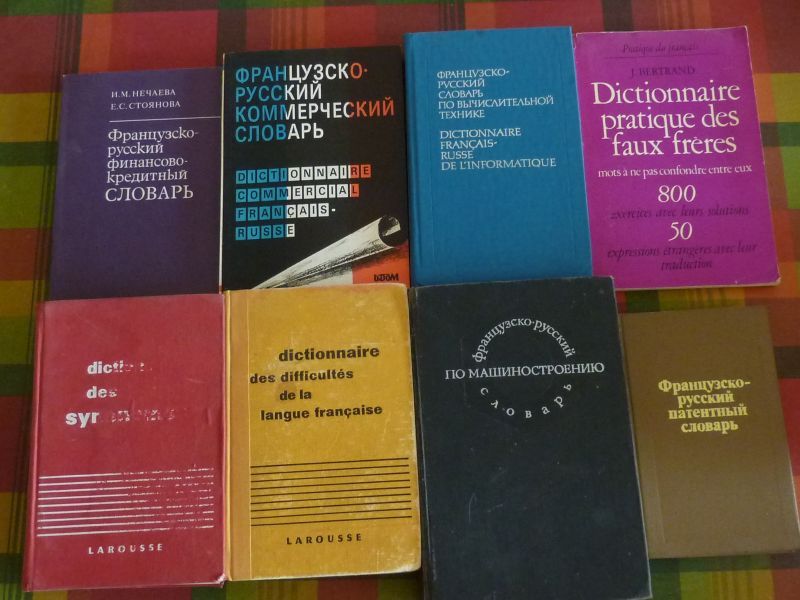 И. М. НЕЧАЕВА
Е. С. СТОЯНОВА
Французско-
русский
финансово-
кредитный
СЛОВАРЬ
ФРАНЦУЗСКО-
РУССКИЙ
КОММЕРЧЕСКИЙ
СЛОВАРЬ
DICTIONNAIRE
COMMERCIAL
FRANÇAIS-
RUSSE
ФРАНЦУЗСКО-
РУССКИЙ
СЛОВАРЬ
ПО ВЫЧИСЛИТЕЛЬНОЙ
ТЕХНИКЕ
DICTIONNAIRE
FRANÇAIS-
RUSSE
DE L'INFORMATIQUE
Pratique du français
J. BERTRAND
Dictionnaire
pratique des
faux frères
mots à ne pas confondre entre eux
800
exercices avec leurs solutions
50
expressions étrangères avec leur
traduction
des
LAROUSSE
dictionnaire
des difficultés
de la
langue française
LAROUSSE
французско-русский
ПО МАШИНОСТРОЕНИЮ
словарь
Французско-
русский
патентный
словарь